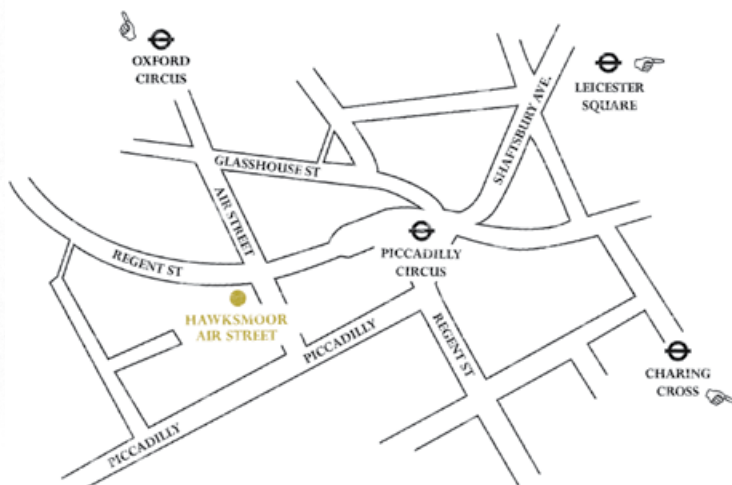 OXFORD
CIRCUS
LEICESTER
SQUARE
SHAFTSBURY AVE.
GLASSHOUSE ST
AIR STREET
REGENT ST
PICCADILLY
CIRCUS
HAWKSMOOR
AIR STREET
PICCADILLY
REGENT ST
CHARING
CROSS
PICCADILLY